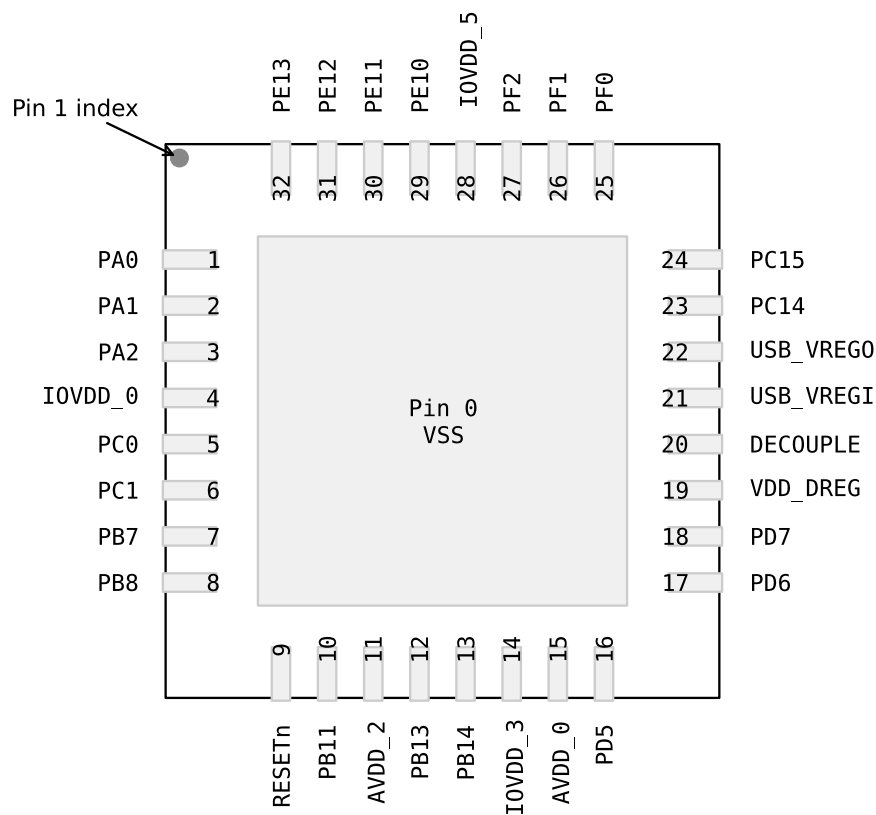 PE13
PE12
PE11
PE10
IOVDD_5
PF2
PF1
PF0
Pin 1 index
32
31
30
29
28
27
26
25
PA0 1
PA1 2
PA2 3
IOVDD_0 4
PC0 5
PC1 6
PB7 7
PB8 8
Pin 0
VSS
24 PC15
23 PC14
22 USB_VREGO
21 USB_VREGI
20 DECOUPLE
19 VDD_DREG
18 PD7
17 PD6
9
10
11
12
13
14
15
16
RESETn
PB11
AVDD_2
PB13
PB14
IOVDD_3
AVDD_0
PD5